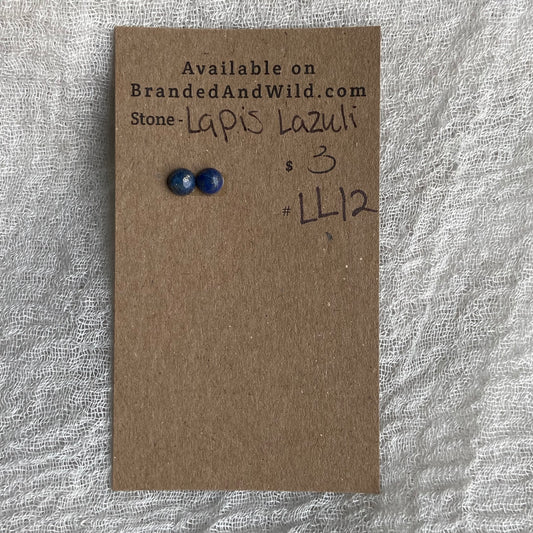 Available on
BrandedAndWild.com
Stone - Lapis Lazuli
$ 3
# LL12